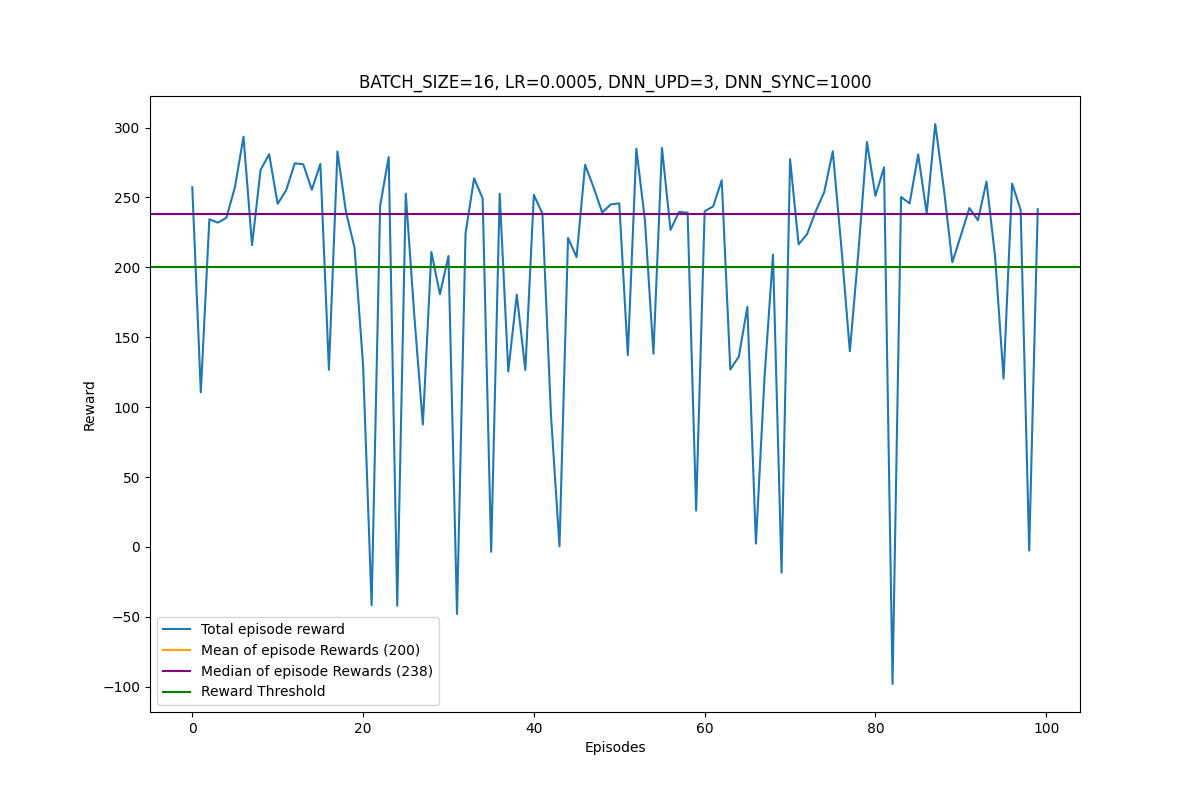 BATCH_SIZE=16, LR=0.0005, DNN_UPD=3, DNN_SYNC=1000
300
250
200
150
100
50
0
−50
−100
Reward
Total episode reward
Mean of episode Rewards (200)
Median of episode Rewards (238)
Reward Threshold
0 20 40 60 80 100
Episodes